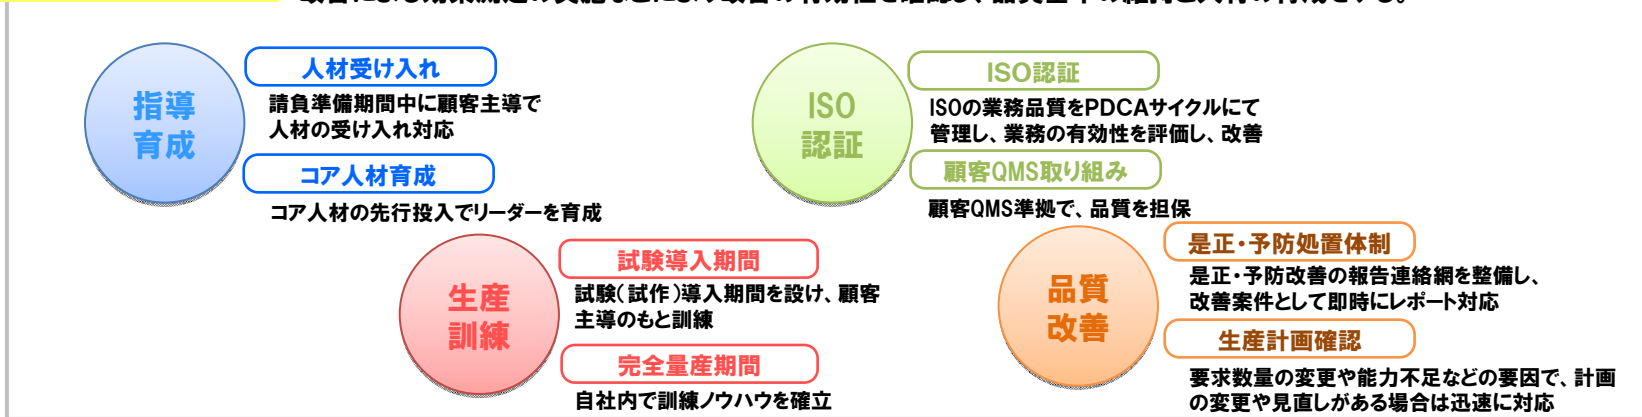 指導
育成
人材受け入れ
請負準備期間中に顧客主導で
人材の受け入れ対応
コア人材育成
コア人材の先行投入でリーダーを育成
生産
訓練
試験導入期間
試験(試作)導入期間を設け、顧客
主導のもと訓練
完全量産期間
自社内で訓練ノウハウを確立
ISO
認証
ISO認証
ISOの業務品質をPDCAサイクルにて
管理し、業務の有効性を評価し、改善
顧客QMS取り組み
顧客QMS準拠で、品質を担保
品質
改善
是正・予防処置体制
是正・予防改善の報告連絡網を整備し、
改善案件として即時にレポート対応
生産計画確認
要求数量の変更や能力不足などの要因で、計画
の変更や見直しがある場合は迅速に対応